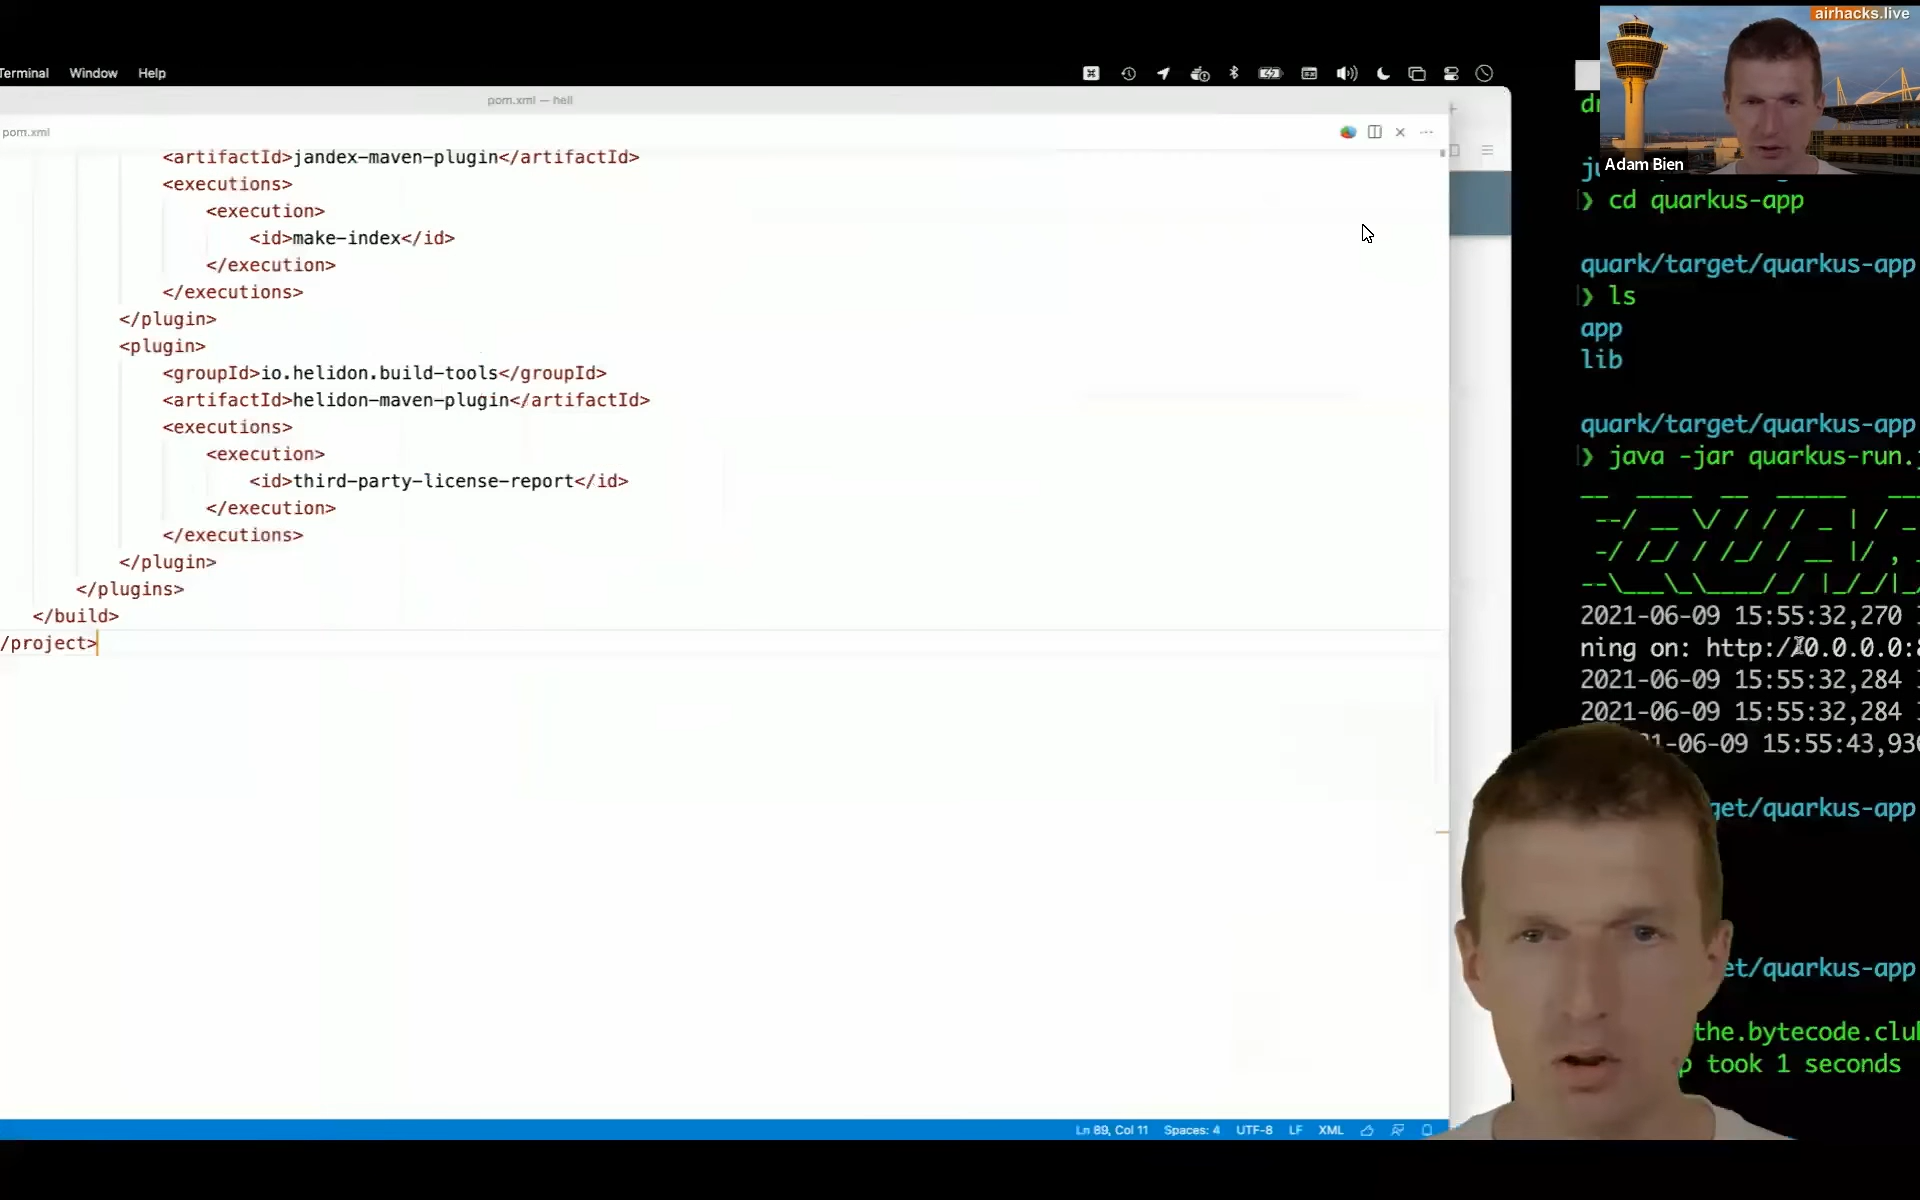 airhacks.live
Adam Bien
Terminal Window Help
pom.xml — hell
pom.xml
<artifactId>jandex-maven-plugin</artifactId>
<executions>
<execution>
<id>make-index</id>
</execution>
</executions>
</plugin>
<plugin>
<groupId>io.helidon.build-tools</groupId>
<artifactId>helidon-maven-plugin</artifactId>
<executions>
<execution>
<id>third-party-license-report</id>
</execution>
</executions>
</plugin>
</plugins>
</build>
/project>
Ln 89, Col 11 Spaces: 4 UTF-8 LF XML
❯ cd quarkus-app
quark/target/quarkus-app
❯ ls
app
lib
quark/target/quarkus-app
❯ java -jar quarkus-run.j
2021-06-09 15:55:32,270
ning on: http://0.0.0.0:8
2021-06-09 15:55:32,284
2021-06-09 15:55:32,284
1-06-09 15:55:43,936
get/quarkus-app
et/quarkus-app
the.bytecode.clu
p took 1 seconds